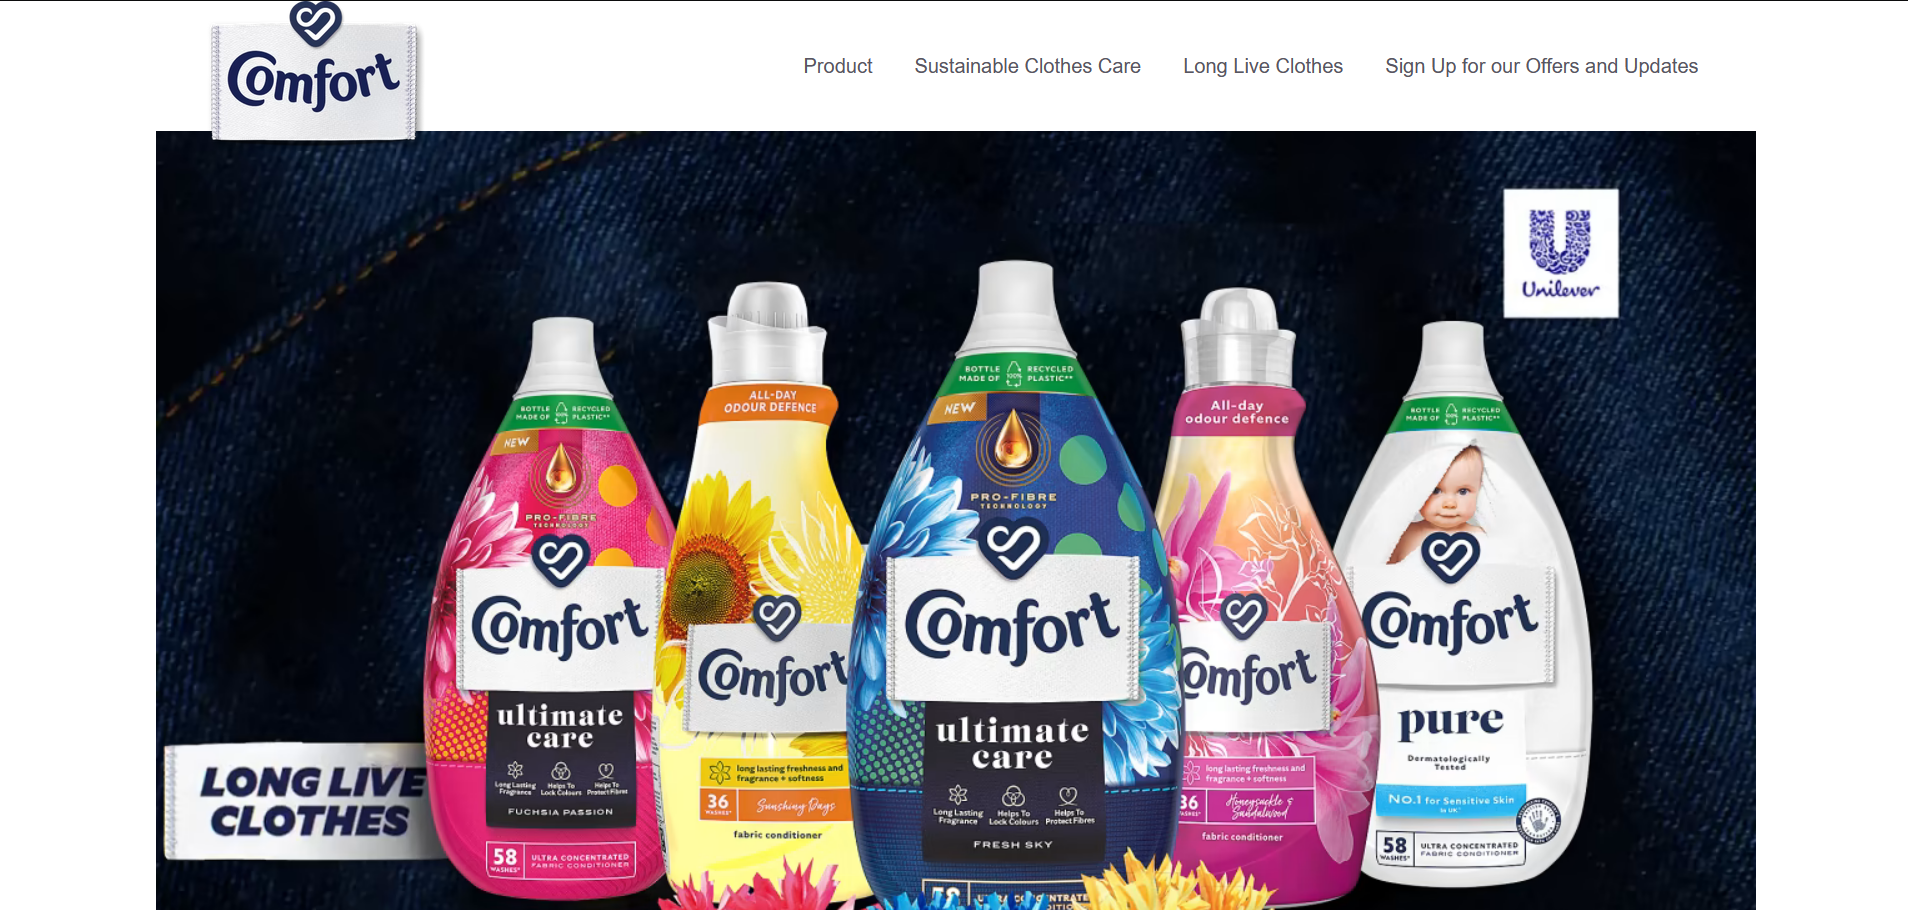 Comfort
Product
Sustainable Clothes Care
Long Live Clothes
Sign Up for our Offers and Updates
Unilever
BOTTLE MADE OF 100% RECYCLED PLASTIC**
NEW
PRO-FIBRE
TECHNOLOGY
Comfort
ultimate
care
Long Lasting Fragrance
Helps To Lock Colours
Helps To Protect Fibres
FUCHSIA PASSION
58 WASHES*
ULTRA CONCENTRATED
FABRIC CONDITIONER
ALL-DAY
ODOUR DEFENCE
Comfort
long lasting freshness and
fragrance + softness
36 WASHES*
Sunshiny Days
fabric conditioner
BOTTLE MADE OF 100% RECYCLED PLASTIC**
NEW
PRO-FIBRE
TECHNOLOGY
Comfort
ultimate
care
Long Lasting Fragrance
Helps To Lock Colours
Helps To Protect Fibres
FRESH SKY
58
All-day
odour defence
Comfort
long lasting freshness and
fragrance + softness
36 WASHES*
Honeysuckle &
Sandalwood
fabric conditioner
BOTTLE MADE OF 100% RECYCLED PLASTIC**
Comfort
pure
Dermatologically
Tested
NO.1 for Sensitive Skin
in UK*
58 WASHES*
ULTRA CONCENTRATED
FABRIC CONDITIONER
LONG LIVE
CLOTHES